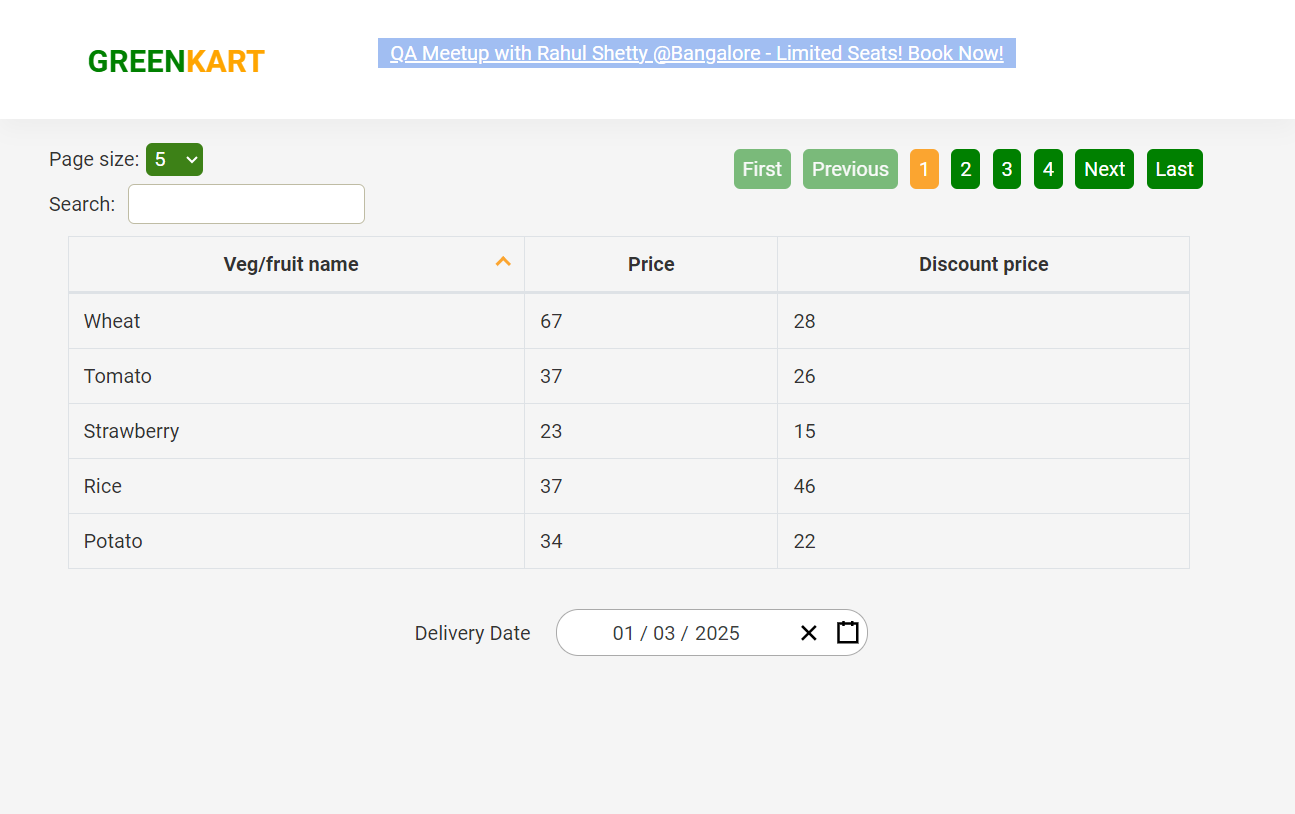 GREENKART
QA Meetup with Rahul Shetty @Bangalore - Limited Seats! Book Now!
Page size: 5
First Previous 1 2 3 4 Next Last
Search:
Veg/fruit name Price Discount price
Wheat 67 28
Tomato 37 26
Strawberry 23 15
Rice 37 46
Potato 34 22
Delivery Date 01 / 03 / 2025